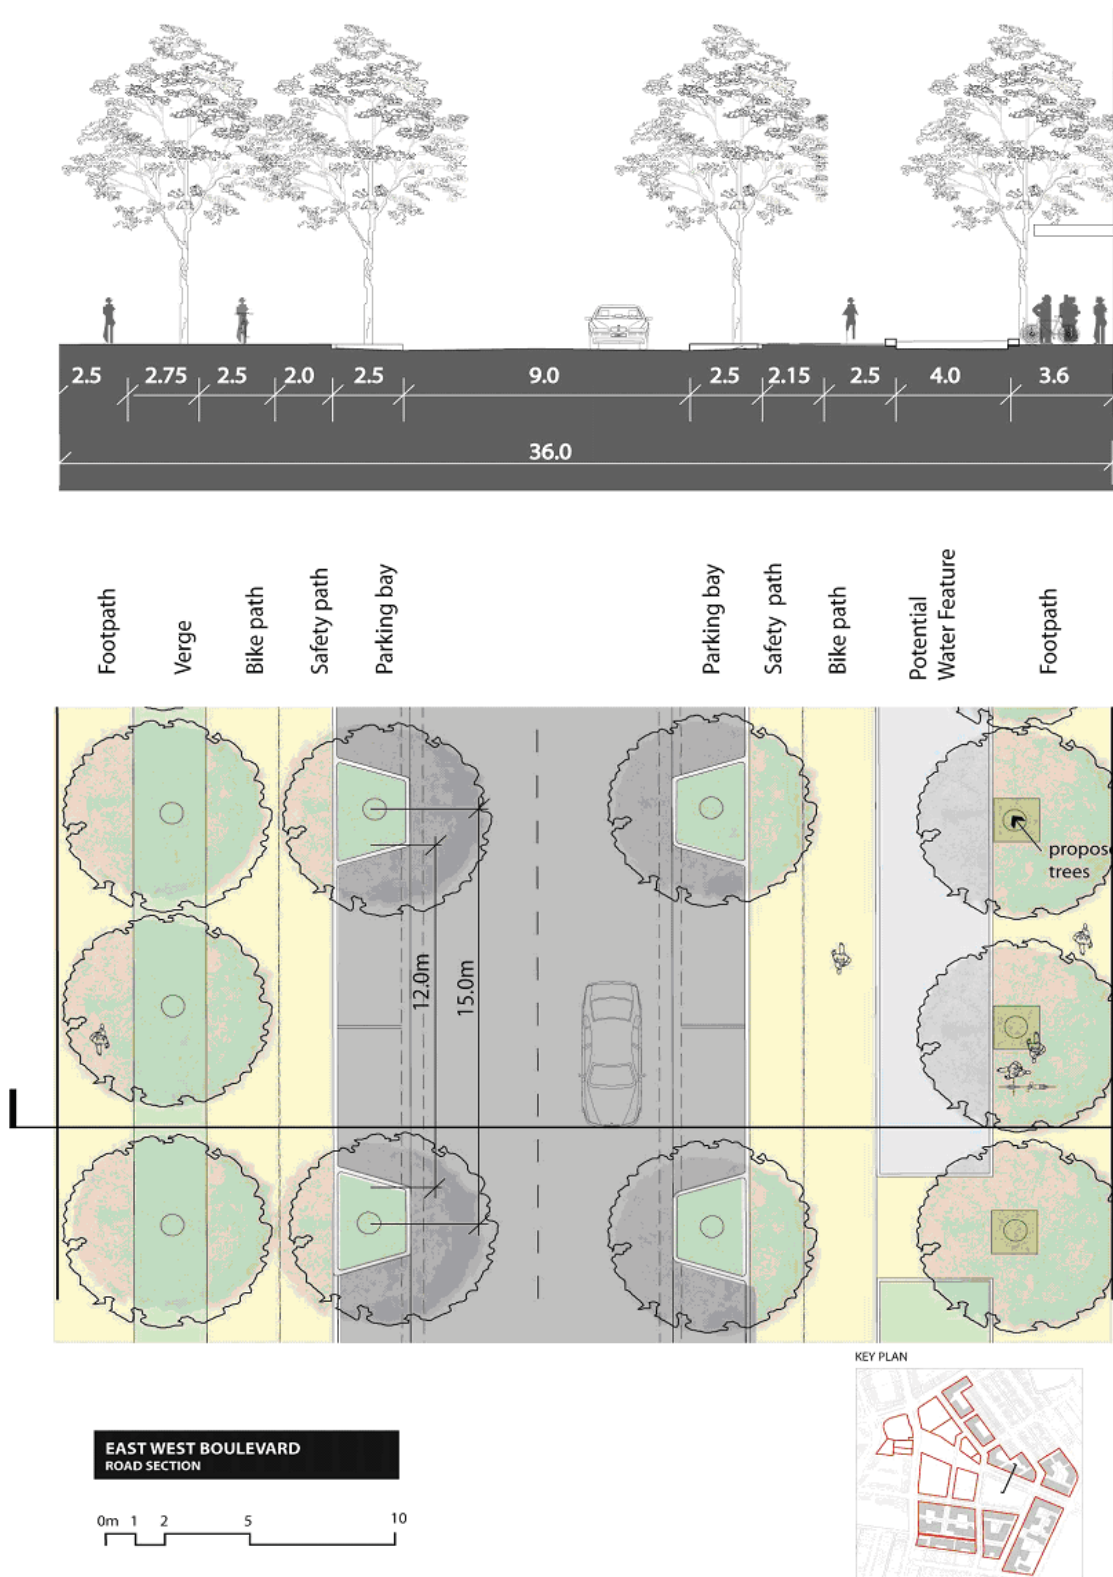 2.5 2.75 2.5 2.0 2.5 9.0 2.5 2.15 2.5 4.0 3.6
36.0
Footpath
Verge
Bike path
Safety path
Parking bay
Parking bay
Safety path
Bike path
Potential
Water Feature
Footpath
propose
trees
12.0m
15.0m
KEY PLAN
EAST WEST BOULEVARD
ROAD SECTION
0m 1 2 5 10